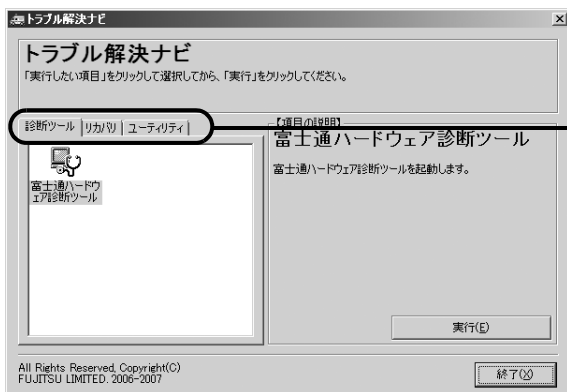 トラブル解決ナビ
トラブル解決ナビ
「実行したい項目」をクリックして選択してから、「実行」をクリックしてください。
診断ツール リカバリ ユーティリティ
富士通ハードウ
ェア診断ツール
【項目の説明】
富士通ハードウェア診断ツール
富士通ハードウェア診断ツールを起動します。
実行(E)
All Rights Reserved, Copyright(C)
FUJITSU LIMITED. 2006-2007
終了(X)